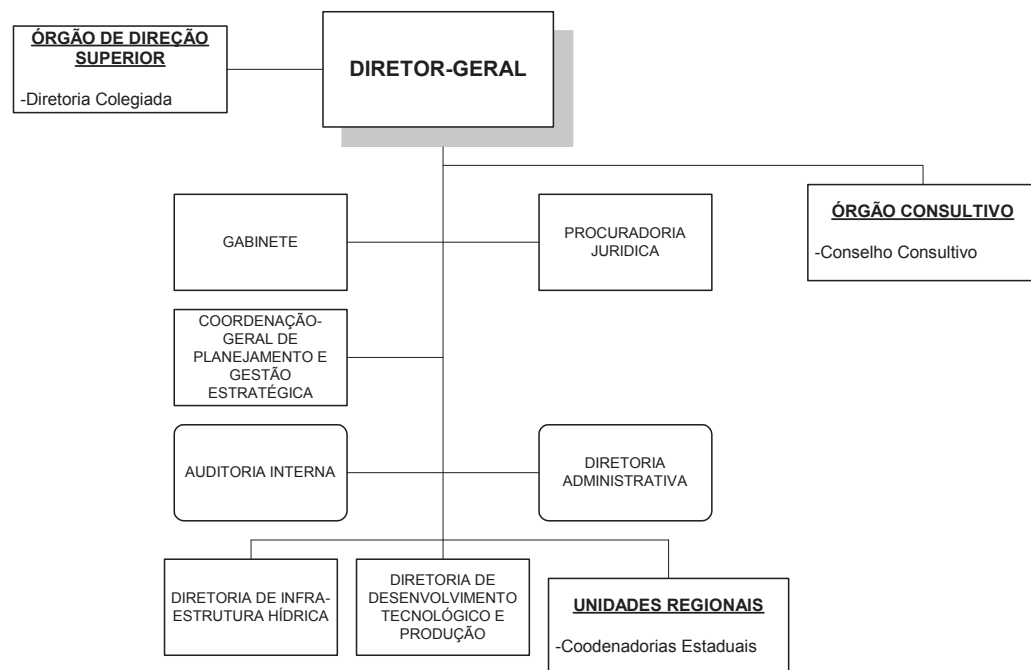 ÓRGÃO DE DIREÇÃO
SUPERIOR
-Diretoria Colegiada
DIRETOR-GERAL
ÓRGÃO CONSULTIVO
-Conselho Consultivo
GABINETE
PROCURADORIA
JURIDICA
COORDENAÇÃO-
GERAL DE
PLANEJAMENTO E
GESTÃO
ESTRATÉGICA
AUDITORIA INTERNA
DIRETORIA
ADMINISTRATIVA
DIRETORIA DE INFRA-
ESTRUTURA HÍDRICA
DIRETORIA DE
DESENVOLVIMENTO
TECNOLÓGICO E
PRODUÇÃO
UNIDADES REGIONAIS
-Coodenadorias Estaduais